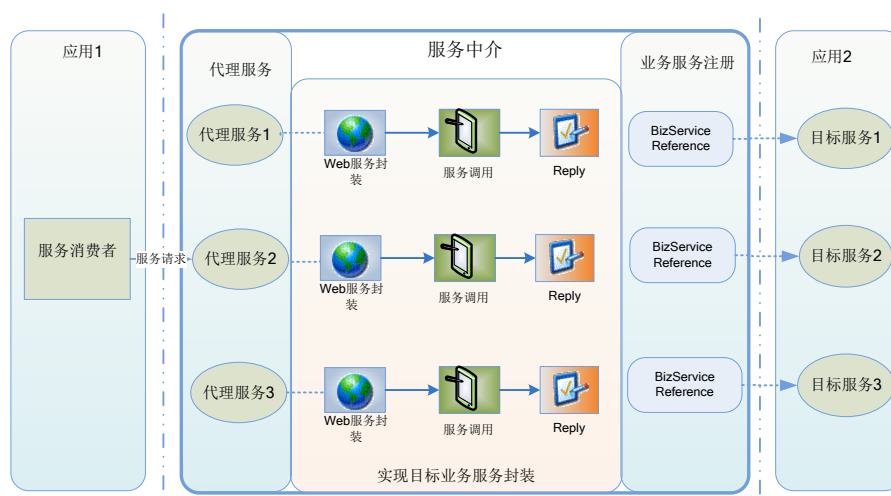 应用1
服务中介
应用2
代理服务
业务服务注册
代理服务1
Web服务封
装
服务调用
Reply
BizService
Reference
目标服务1
服务消费者
服务请求
代理服务2
Web服务封
装
服务调用
Reply
BizService
Reference
目标服务2
代理服务3
Web服务封
装
服务调用
Reply
BizService
Reference
目标服务3
实现目标业务服务封装